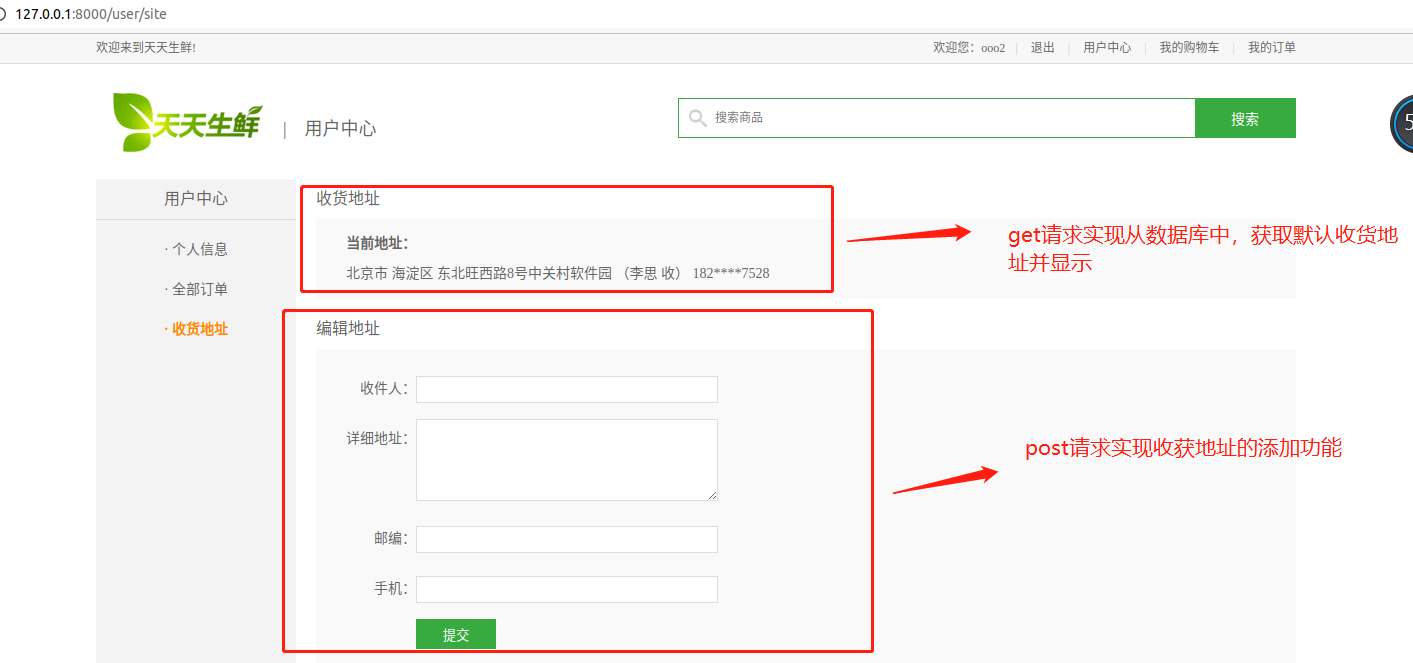 127.0.0.1:8000/user/site
欢迎来到天天生鲜!
欢迎您：ooo2 | 退出 | 用户中心 | 我的购物车 | 我的订单
天天生鲜 | 用户中心
搜索商品
搜索
5
用户中心
· 个人信息
· 全部订单
· 收货地址
收货地址
当前地址：
北京市 海淀区 东北旺西路8号中关村软件园 （李思 收） 182****7528
get请求实现从数据库中，获取默认收货地
址并显示
编辑地址
收件人：
详细地址：
邮编：
手机：
提交
post请求实现收获地址的添加功能